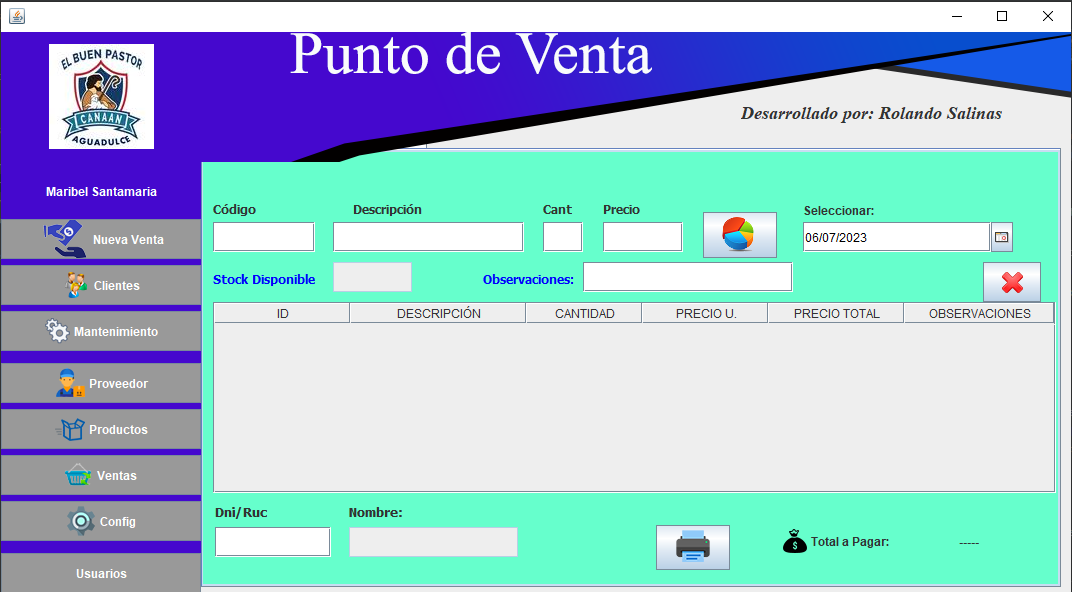 Punto de Venta
EL BUEN PASTOR
CANAAN
AGUADULCE
Desarrollado por: Rolando Salinas
Maribel Santamaria
Nueva Venta
Clientes
Mantenimiento
Proveedor
Productos
Ventas
Config
Usuarios
Código Descripción Cant Precio Seleccionar:
06/07/2023
Stock Disponible Observaciones:
ID DESCRIPCIÓN CANTIDAD PRECIO U. PRECIO TOTAL OBSERVACIONES
Dni/Ruc Nombre:
$ Total a Pagar: -----